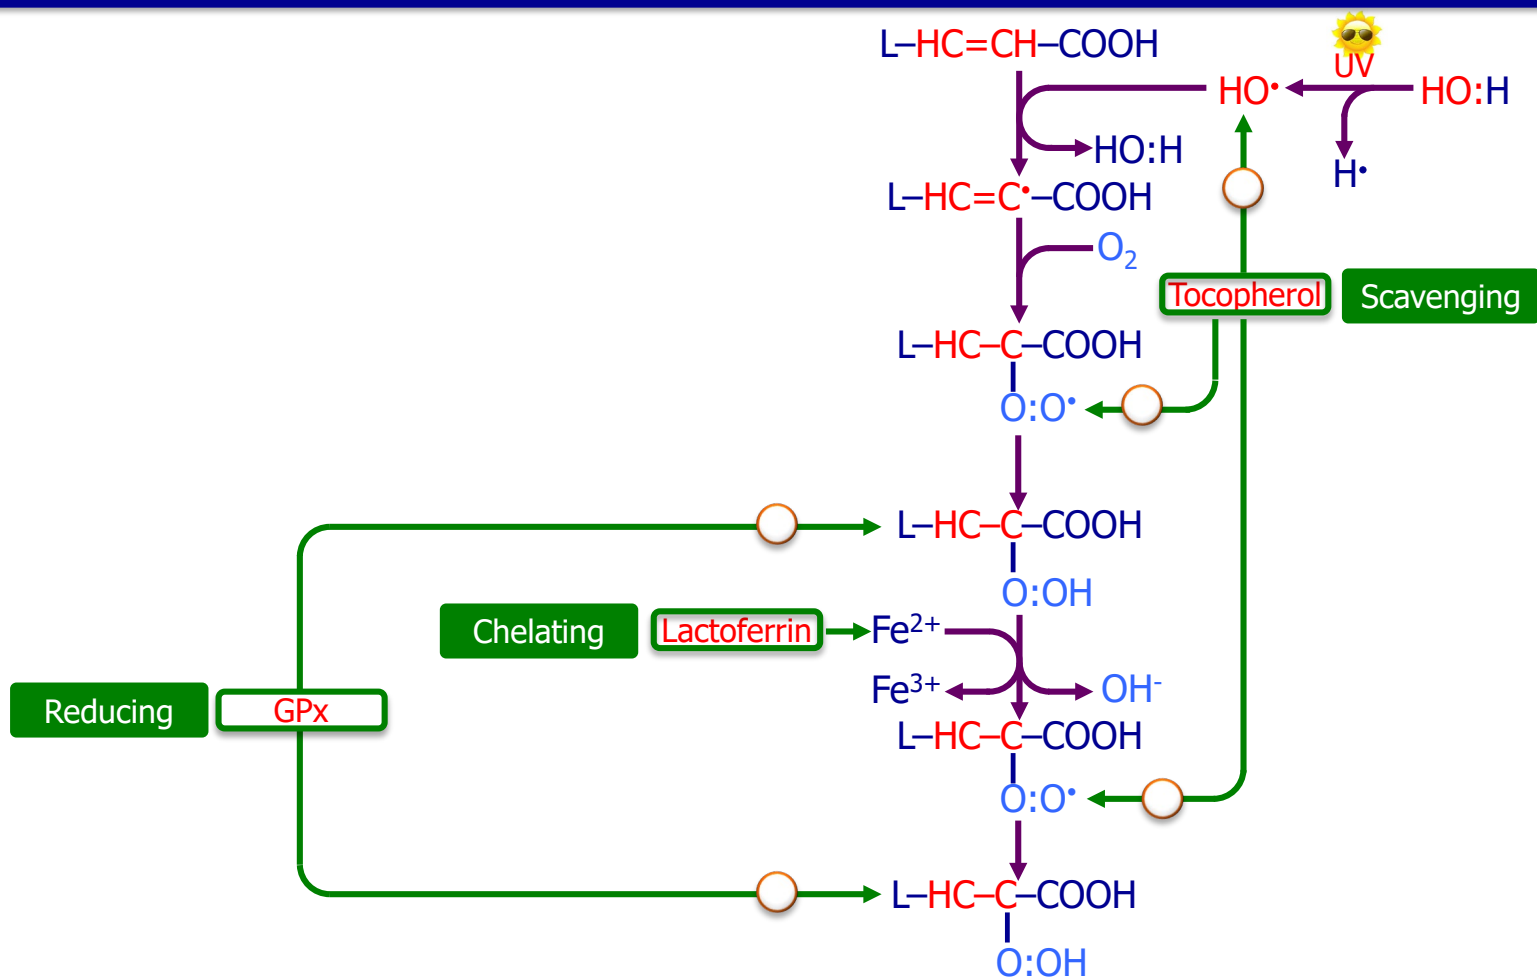 L–HC=CH–COOH
UV
HO• HO:H
HO:H
H•
L–HC=C•–COOH
O₂
Tocopherol Scavenging
L–HC–C–COOH
O:O•
L–HC–C–COOH
O:OH
Chelating Lactoferrin Fe²⁺
Fe³⁺ OH⁻
Reducing GPx
L–HC–C–COOH
O:O•
L–HC–C–COOH
O:OH